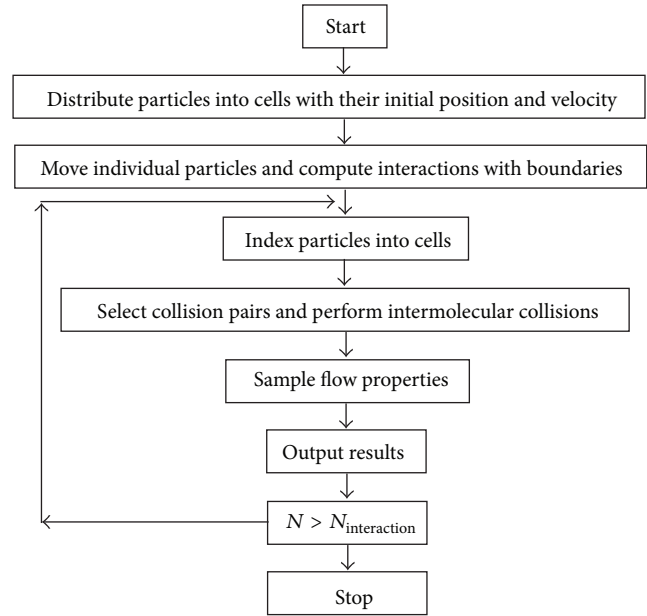 Start
Distribute particles into cells with their initial position and velocity
Move individual particles and compute interactions with boundaries
Index particles into cells
Select collision pairs and perform intermolecular collisions
Sample flow properties
Output results
N > N_interaction
Stop